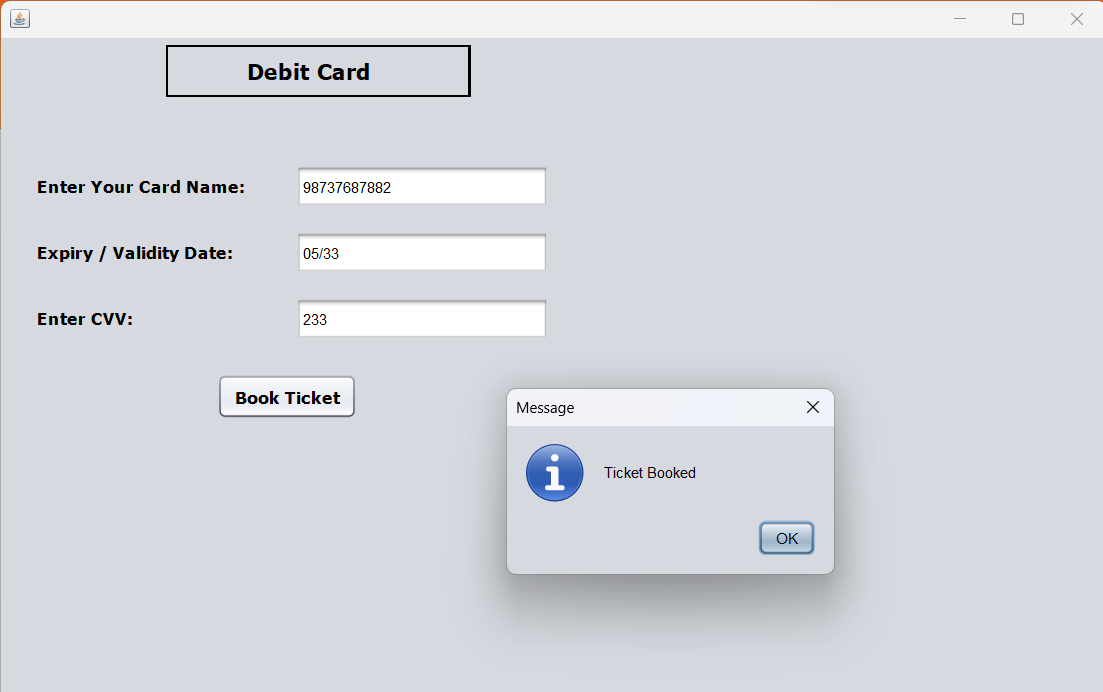 Debit Card
Enter Your Card Name: 98737687882
Expiry / Validity Date: 05/33
Enter CVV: 233
Book Ticket
Message
Ticket Booked
OK